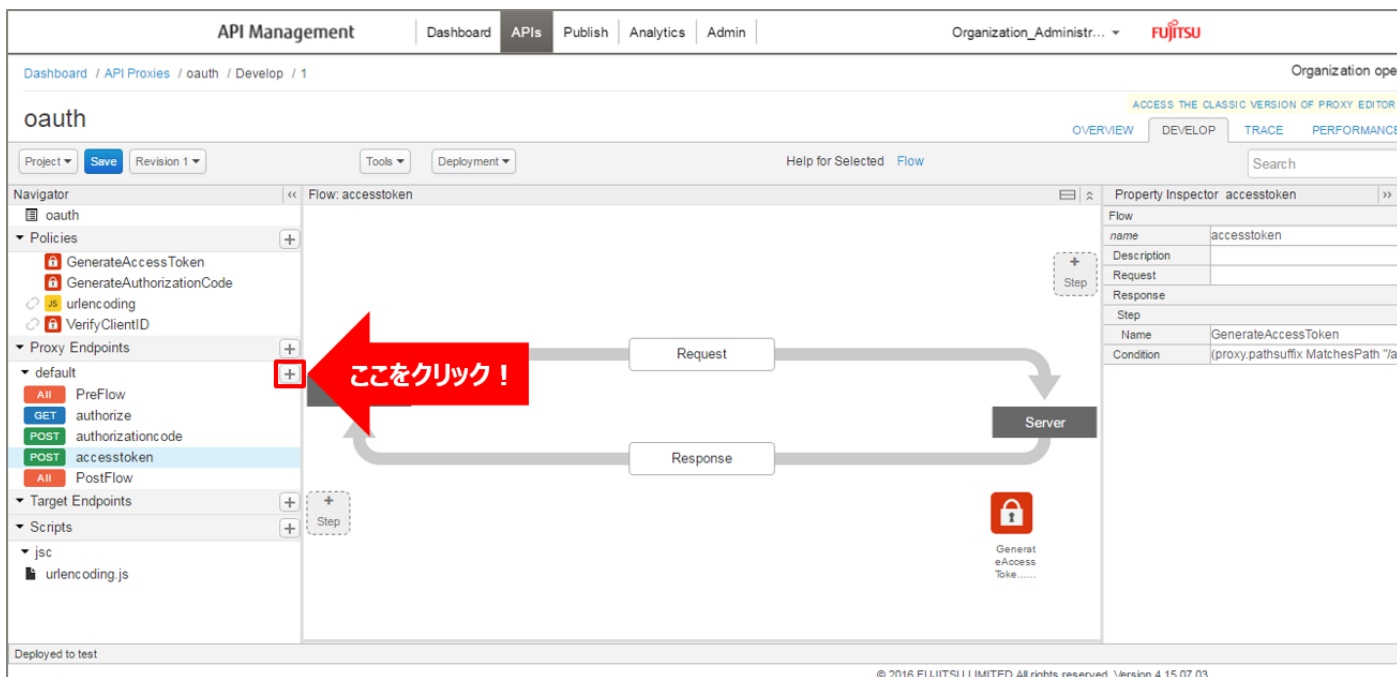 API Management Dashboard APIs Publish Analytics Admin Organization_Administr... FUJITSU
Dashboard / API Proxies / oauth / Develop / 1 Organization ope
ACCESS THE CLASSIC VERSION OF PROXY EDITOR
oauth OVERVIEW DEVELOP TRACE PERFORMANCE
Project Save Revision 1 Tools Deployment Help for Selected Flow Search
Navigator Flow: accesstoken Property Inspector accesstoken
oauth
Flow
Policies
name accesstoken
GenerateAccessToken
Description
GenerateAuthorizationCode
Request
Step
JS urlencoding
Response
VerifyClientID
Step
Name GenerateAccessToken
Proxy Endpoints
Request
Condition (proxy.pathsuffix MatchesPath "/a
default
ここをクリック！
All PreFlow
GET authorize
Server
POST authorizationcode
POST accesstoken
Response
All PostFlow
Target Endpoints
Step
Scripts
jsc
Generat
eAccess
Toke......
urlencoding.js
Deployed to test
© 2016 FUJITSU LIMITED All rights reserved. Version 4.15.07.03